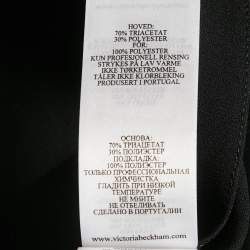 HOVED:
70% TRIACETAT
30% POLYESTER
FÔR:
100% POLYESTER
KUN PROFESJONELL RENSING
STRYKES PÅ LAV VARME
IKKE TØRKETROMMEL
TÅLER IKKE KLORBLEKING
PRODUSERT I PORTUGAL
ОСНОВА:
70% ТРИАЦЕТАТ
30% ПОЛИЭСТЕР
ПОДКЛАДКА:
100% ПОЛИЭСТЕР
ТОЛЬКО ПРОФЕССИОНАЛЬНАЯ
ХИМЧИСТКА
ГЛАДИТЬ ПРИ НИЗКОЙ
ТЕМПЕРАТУРЕ
НЕ МНИТЕ
НЕ ОТБЕЛИВАТЬ
СДЕЛАНО В ПОРТУГАЛИИ
www.victoriabeckham.com